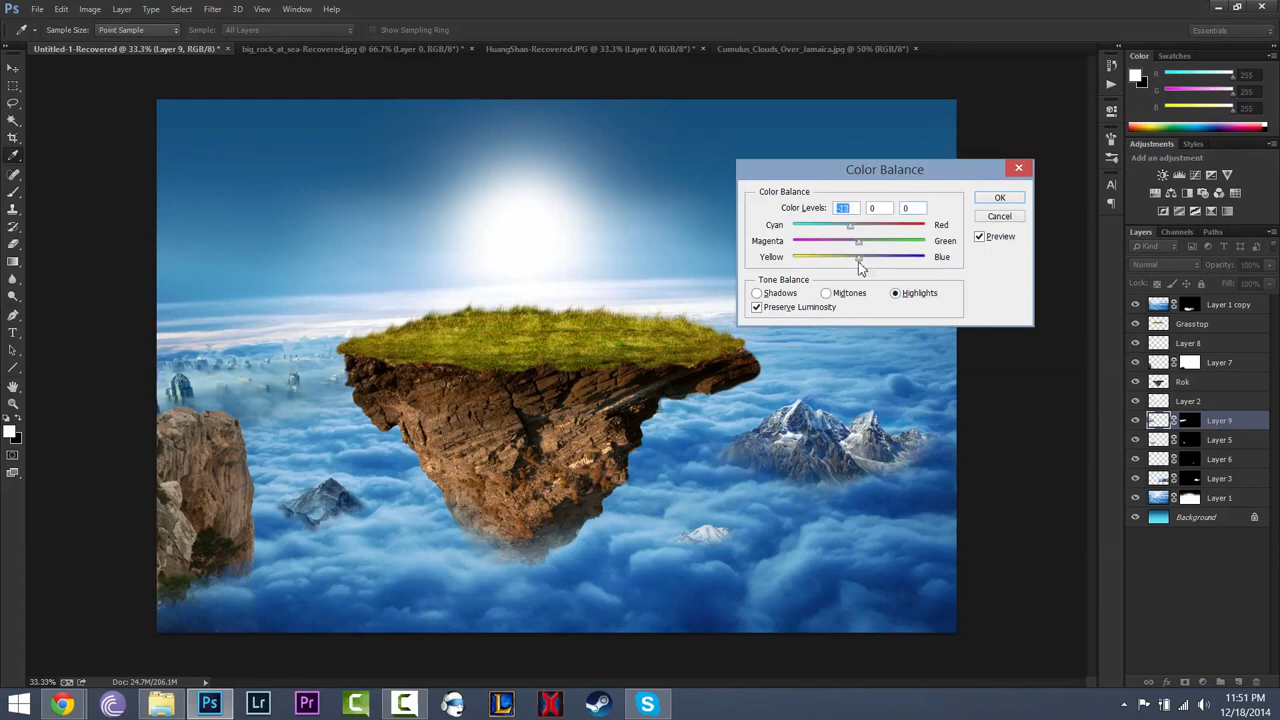 Ps File Edit Image Layer Type Select Filter 3D View Window Help
Sample Size: Point Sample Sample: All Layers Show Sampling Ring Essentials
Untitled-1-Recovered @ 33.3% (Layer 9, RGB/8) * × big_rock_at_sea-Recovered.jpg @ 66.7% (Layer 0, RGB/8*) * × HuangShan-Recovered.JPG @ 33.3% (Layer 0, RGB/8*) * × Cumulus_Clouds_Over_Jamaica.jpg @ 50% (RGB/8*) ×
Color Swatches
R 255
G 255
B 255
Adjustments Styles
Add an adjustment
Layers Channels Paths
Kind
Normal Opacity: 100%
Lock: Fill: 100%
Layer 1 copy
Grasstop
Layer 8
Layer 7
Rok
Layer 2
Layer 9
Layer 5
Layer 6
Layer 3
Layer 1
Background
Color Balance
Color Balance
Color Levels: -13 0 0
Cyan Red
Magenta Green
Yellow Blue
Tone Balance
Shadows Midtones Highlights
Preserve Luminosity
OK
Cancel
Preview
33.33% Doc: 24.7M/206.1M
Ps Lr Pr C C L X S
11:51 PM
12/18/2014